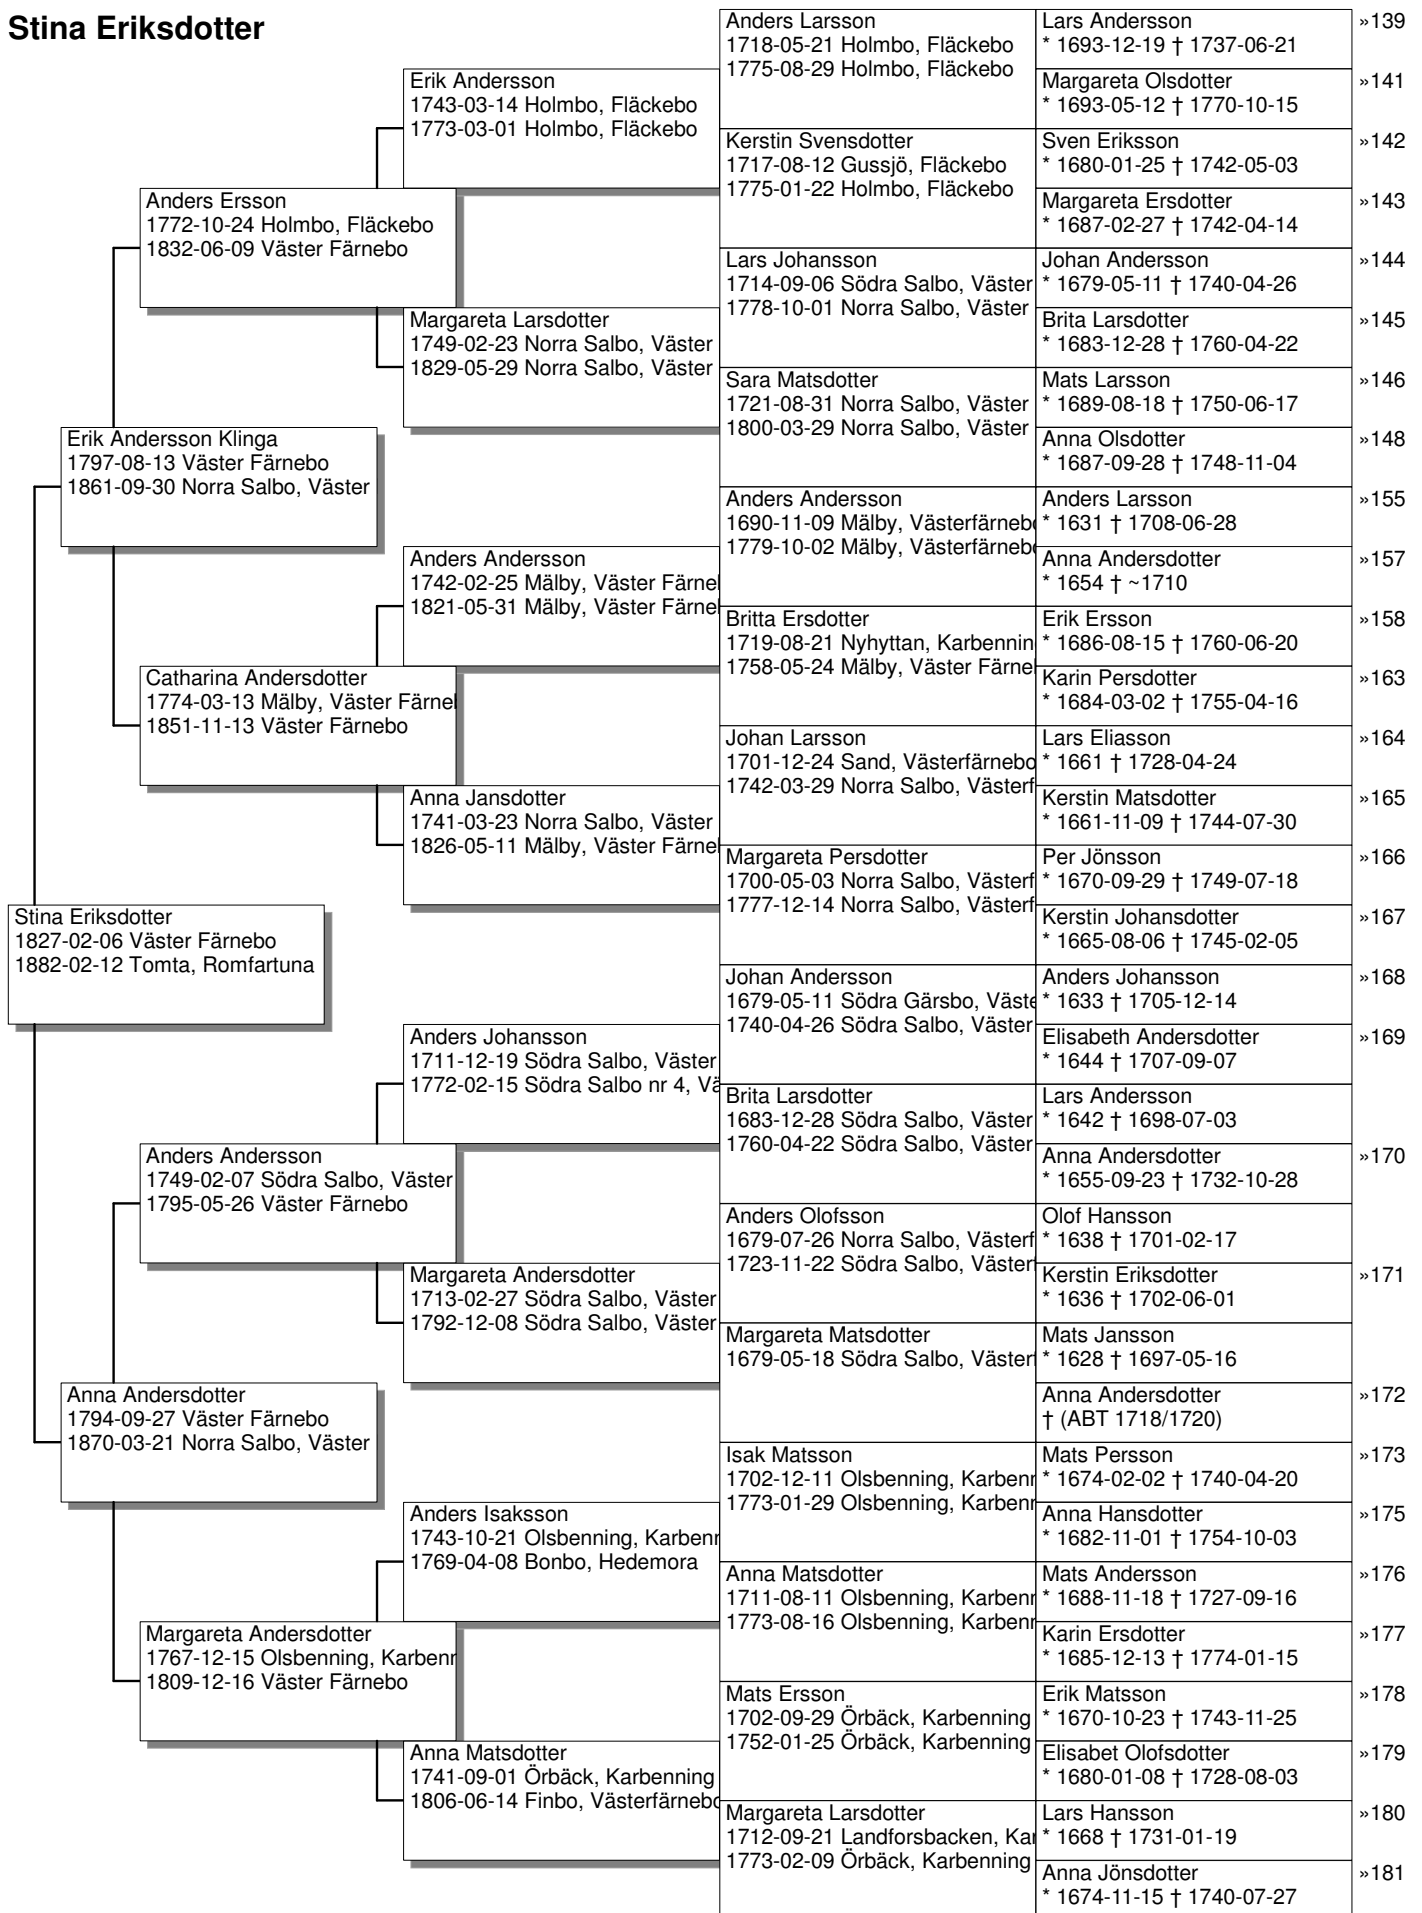 Stina Eriksdotter
Stina Eriksdotter
1827-02-06 Väster Färnebo
1882-02-12 Tomta, Romfartuna
Erik Andersson Klinga
1797-08-13 Väster Färnebo
1861-09-30 Norra Salbo, Väster
Anna Andersdotter
1794-09-27 Väster Färnebo
1870-03-21 Norra Salbo, Väster
Anders Ersson
1772-10-24 Holmbo, Fläckebo
1832-06-09 Väster Färnebo
Catharina Andersdotter
1774-03-13 Mälby, Väster Färnel
1851-11-13 Väster Färnebo
Anders Andersson
1749-02-07 Södra Salbo, Väster
1795-05-26 Väster Färnebo
Margareta Andersdotter
1767-12-15 Olsbenning, Karbenr
1809-12-16 Väster Färnebo
Erik Andersson
1743-03-14 Holmbo, Fläckebo
1773-03-01 Holmbo, Fläckebo
Margareta Larsdotter
1749-02-23 Norra Salbo, Väster
1829-05-29 Norra Salbo, Väster
Anders Andersson
1742-02-25 Mälby, Väster Färnel
1821-05-31 Mälby, Väster Färnel
Anna Jansdotter
1741-03-23 Norra Salbo, Väster
1826-05-11 Mälby, Väster Färnel
Anders Johansson
1711-12-19 Södra Salbo, Väster
1772-02-15 Södra Salbo nr 4, Vä
Margareta Andersdotter
1713-02-27 Södra Salbo, Väster
1792-12-08 Södra Salbo, Väster
Anders Isaksson
1743-10-21 Olsbenning, Karbenr
1769-04-08 Bonbo, Hedemora
Anna Matsdotter
1741-09-01 Örbäck, Karbenning
1806-06-14 Finbo, Västerfärnebo
Anders Larsson
1718-05-21 Holmbo, Fläckebo
1775-08-29 Holmbo, Fläckebo
Kerstin Svensdotter
1717-08-12 Gussjö, Fläckebo
1775-01-22 Holmbo, Fläckebo
Lars Johansson
1714-09-06 Södra Salbo, Väster
1778-10-01 Norra Salbo, Väster
Sara Matsdotter
1721-08-31 Norra Salbo, Väster
1800-03-29 Norra Salbo, Väster
Anders Andersson
1690-11-09 Mälby, Västerfärnebo
1779-10-02 Mälby, Västerfärnebo
Britta Ersdotter
1719-08-21 Nyhyttan, Karbennin
1758-05-24 Mälby, Väster Färnel
Johan Larsson
1701-12-24 Sand, Västerfärnebo
1742-03-29 Norra Salbo, Västerf
Margareta Persdotter
1700-05-03 Norra Salbo, Västerf
1777-12-14 Norra Salbo, Västerf
Johan Andersson
1679-05-11 Södra Gärsbo, Väste
1740-04-26 Södra Salbo, Väster
Brita Larsdotter
1683-12-28 Södra Salbo, Väster
1760-04-22 Södra Salbo, Väster
Anders Olofsson
1679-07-26 Norra Salbo, Västerf
1723-11-22 Södra Salbo, Västerf
Margareta Matsdotter
1679-05-18 Södra Salbo, Västerf
Isak Matsson
1702-12-11 Olsbenning, Karbenr
1773-01-29 Olsbenning, Karbenr
Anna Matsdotter
1711-08-11 Olsbenning, Karbenr
1773-08-16 Olsbenning, Karbenr
Mats Ersson
1702-09-29 Örbäck, Karbenning
1752-01-25 Örbäck, Karbenning
Margareta Larsdotter
1712-09-21 Landforsbacken, Kar
1773-02-09 Örbäck, Karbenning
Lars Andersson »139
* 1693-12-19 † 1737-06-21
Margareta Olsdotter »141
* 1693-05-12 † 1770-10-15
Sven Eriksson »142
* 1680-01-25 † 1742-05-03
Margareta Ersdotter »143
* 1687-02-27 † 1742-04-14
Johan Andersson »144
* 1679-05-11 † 1740-04-26
Brita Larsdotter »145
* 1683-12-28 † 1760-04-22
Mats Larsson »146
* 1689-08-18 † 1750-06-17
Anna Olsdotter »148
* 1687-09-28 † 1748-11-04
Anders Larsson »155
* 1631 † 1708-06-28
Anna Andersdotter »157
* 1654 † ~1710
Erik Ersson »158
* 1686-08-15 † 1760-06-20
Karin Persdotter »163
* 1684-03-02 † 1755-04-16
Lars Eliasson »164
* 1661 † 1728-04-24
Kerstin Matsdotter »165
* 1661-11-09 † 1744-07-30
Per Jönsson »166
* 1670-09-29 † 1749-07-18
Kerstin Johansdotter »167
* 1665-08-06 † 1745-02-05
Anders Johansson »168
* 1633 † 1705-12-14
Elisabeth Andersdotter »169
* 1644 † 1707-09-07
Lars Andersson
* 1642 † 1698-07-03
Anna Andersdotter »170
* 1655-09-23 † 1732-10-28
Olof Hansson
* 1638 † 1701-02-17
Kerstin Eriksdotter »171
* 1636 † 1702-06-01
Mats Jansson
* 1628 † 1697-05-16
Anna Andersdotter »172
† (ABT 1718/1720)
Mats Persson »173
* 1674-02-02 † 1740-04-20
Anna Hansdotter »175
* 1682-11-01 † 1754-10-03
Mats Andersson »176
* 1688-11-18 † 1727-09-16
Karin Ersdotter »177
* 1685-12-13 † 1774-01-15
Erik Matsson »178
* 1670-10-23 † 1743-11-25
Elisabet Olofsdotter »179
* 1680-01-08 † 1728-08-03
Lars Hansson »180
* 1668 † 1731-01-19
Anna Jönsdotter »181
* 1674-11-15 † 1740-07-27